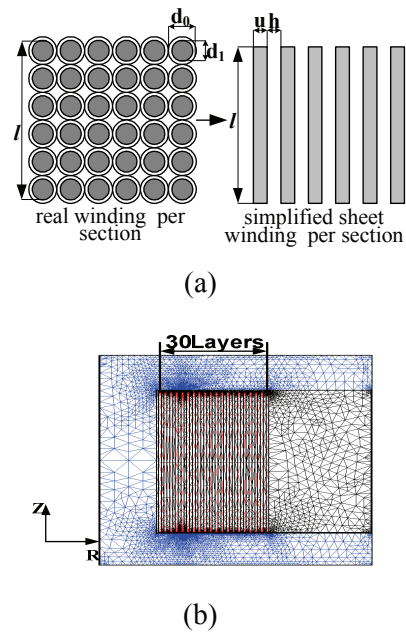 d0
u h
d1
l
l
real winding per
section
simplified sheet
winding per section
(a)
30Layers
Z
R
(b)